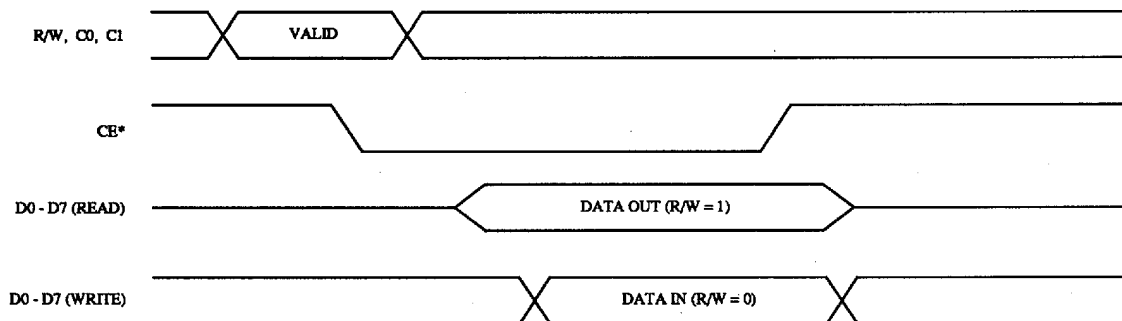 R/W, C0, C1
VALID
CE*
D0 - D7 (READ)
DATA OUT (R/W = 1)
D0 - D7 (WRITE)
DATA IN (R/W = 0)